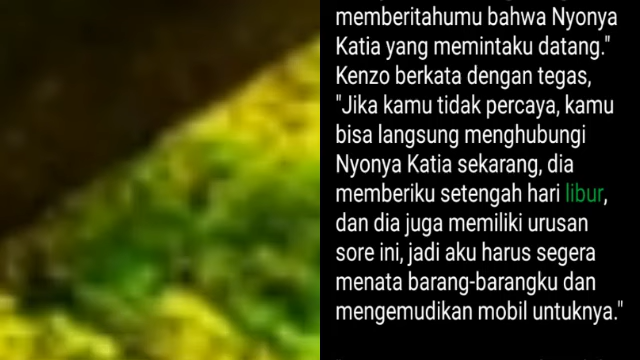 memberitahumu bahwa Nyonya
Katia yang memintaku datang."
Kenzo berkata dengan tegas,
"Jika kamu tidak percaya, kamu
bisa langsung menghubungi
Nyonya Katia sekarang, dia
memberiku setengah hari libur,
dan dia juga memiliki urusan
sore ini, jadi aku harus segera
menata barang-barangku dan
mengemudikan mobil untuknya."